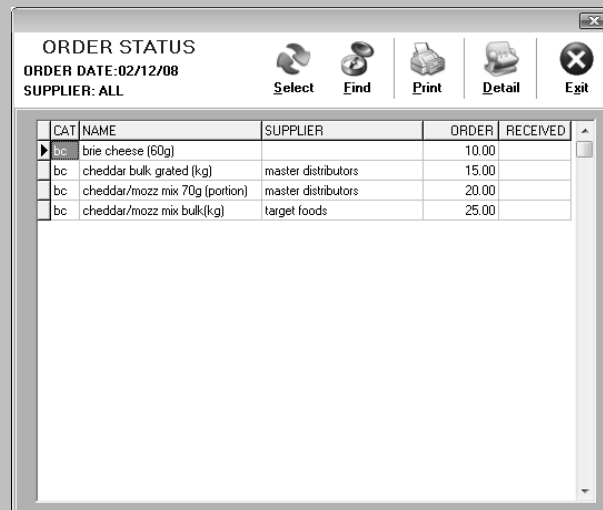 ORDER STATUS
ORDER DATE:02/12/08
SUPPLIER: ALL
Select Find Print Detail Exit
CAT NAME SUPPLIER ORDER RECEIVED
bc brie cheese (60g) 10.00
bc cheddar bulk grated (kg) master distributors 15.00
bc cheddar/mozz mix 70g (portion) master distributors 20.00
bc cheddar/mozz mix bulk(kg) target foods 25.00